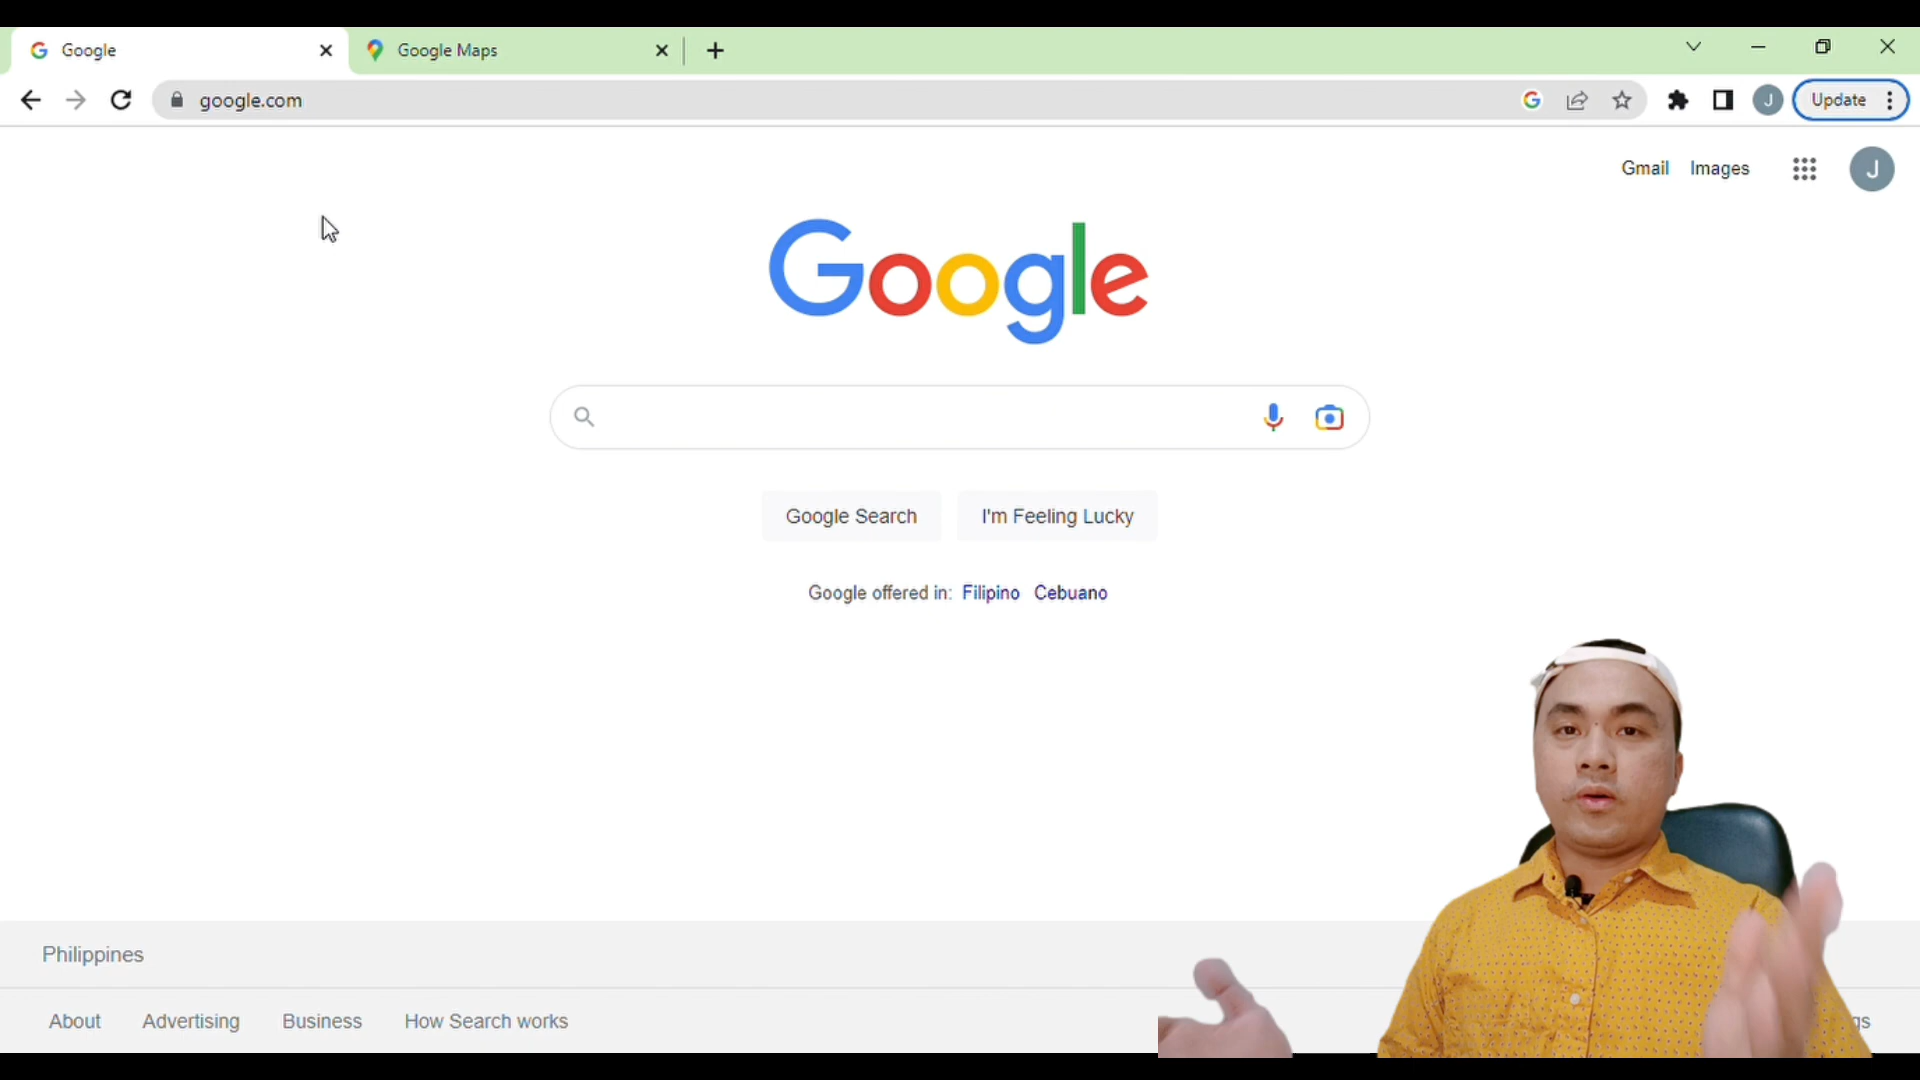 Google
Google Maps
google.com
J
Update
Gmail Images
J
Google
Google Search
I'm Feeling Lucky
Google offered in: Filipino Cebuano
Philippines
About Advertising Business How Search works